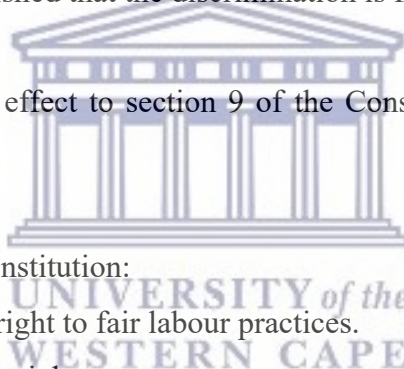 shed that the discrimination is
effect to section 9 of the Cons
nstitution:
UNIVERSITY of the
right to fair labour practices.
WESTERN CAPE